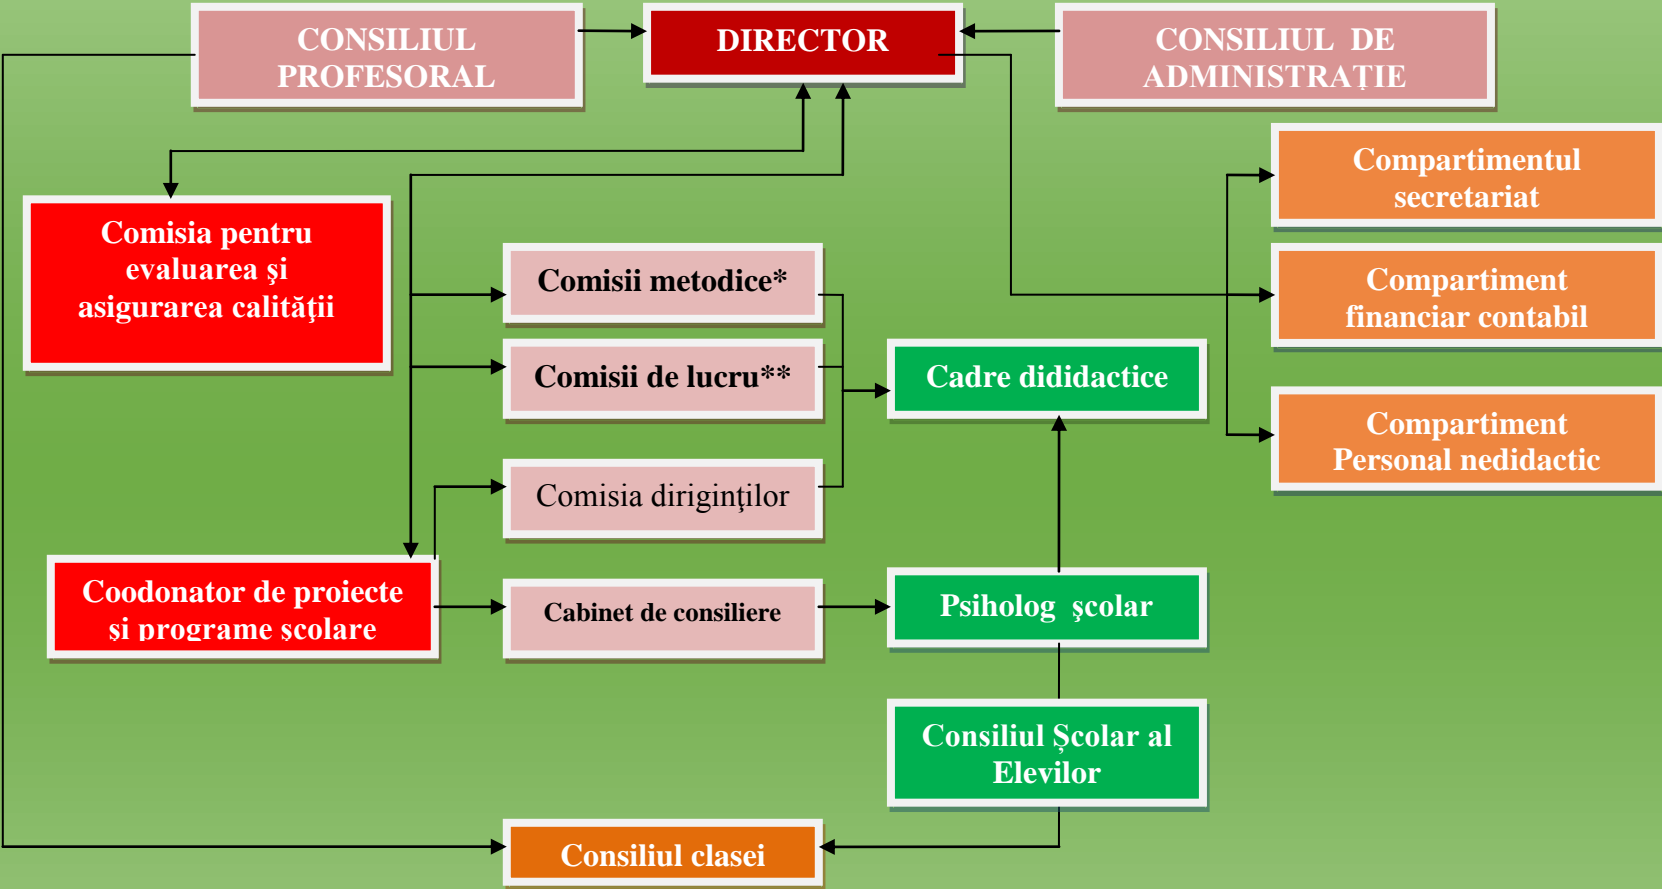 CONSILIUL
PROFESORAL
DIRECTOR
CONSILIUL DE
ADMINISTRAŢIE
Compartimentul
secretariat
Comisia pentru
evaluarea şi
asigurarea calităţii
Comisii metodice*
Compartiment
financiar contabil
Comisii de lucru**
Cadre dididactice
Compartiment
Personal nedidactic
Comisia diriginţilor
Coodonator de proiecte
şi programe şcolare
Cabinet de consiliere
Psiholog şcolar
Consiliul Școlar al
Elevilor
Consiliul clasei